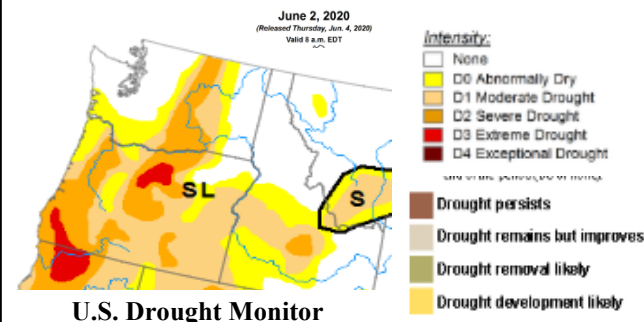 June 2, 2020
(Released Thursday, Jun. 4, 2020)
Valid 8 a.m. EDT
SL
S
U.S. Drought Monitor
Intensity:
None
D0 Abnormally Dry
D1 Moderate Drought
D2 Severe Drought
D3 Extreme Drought
D4 Exceptional Drought
Drought persists
Drought remains but improves
Drought removal likely
Drought development likely